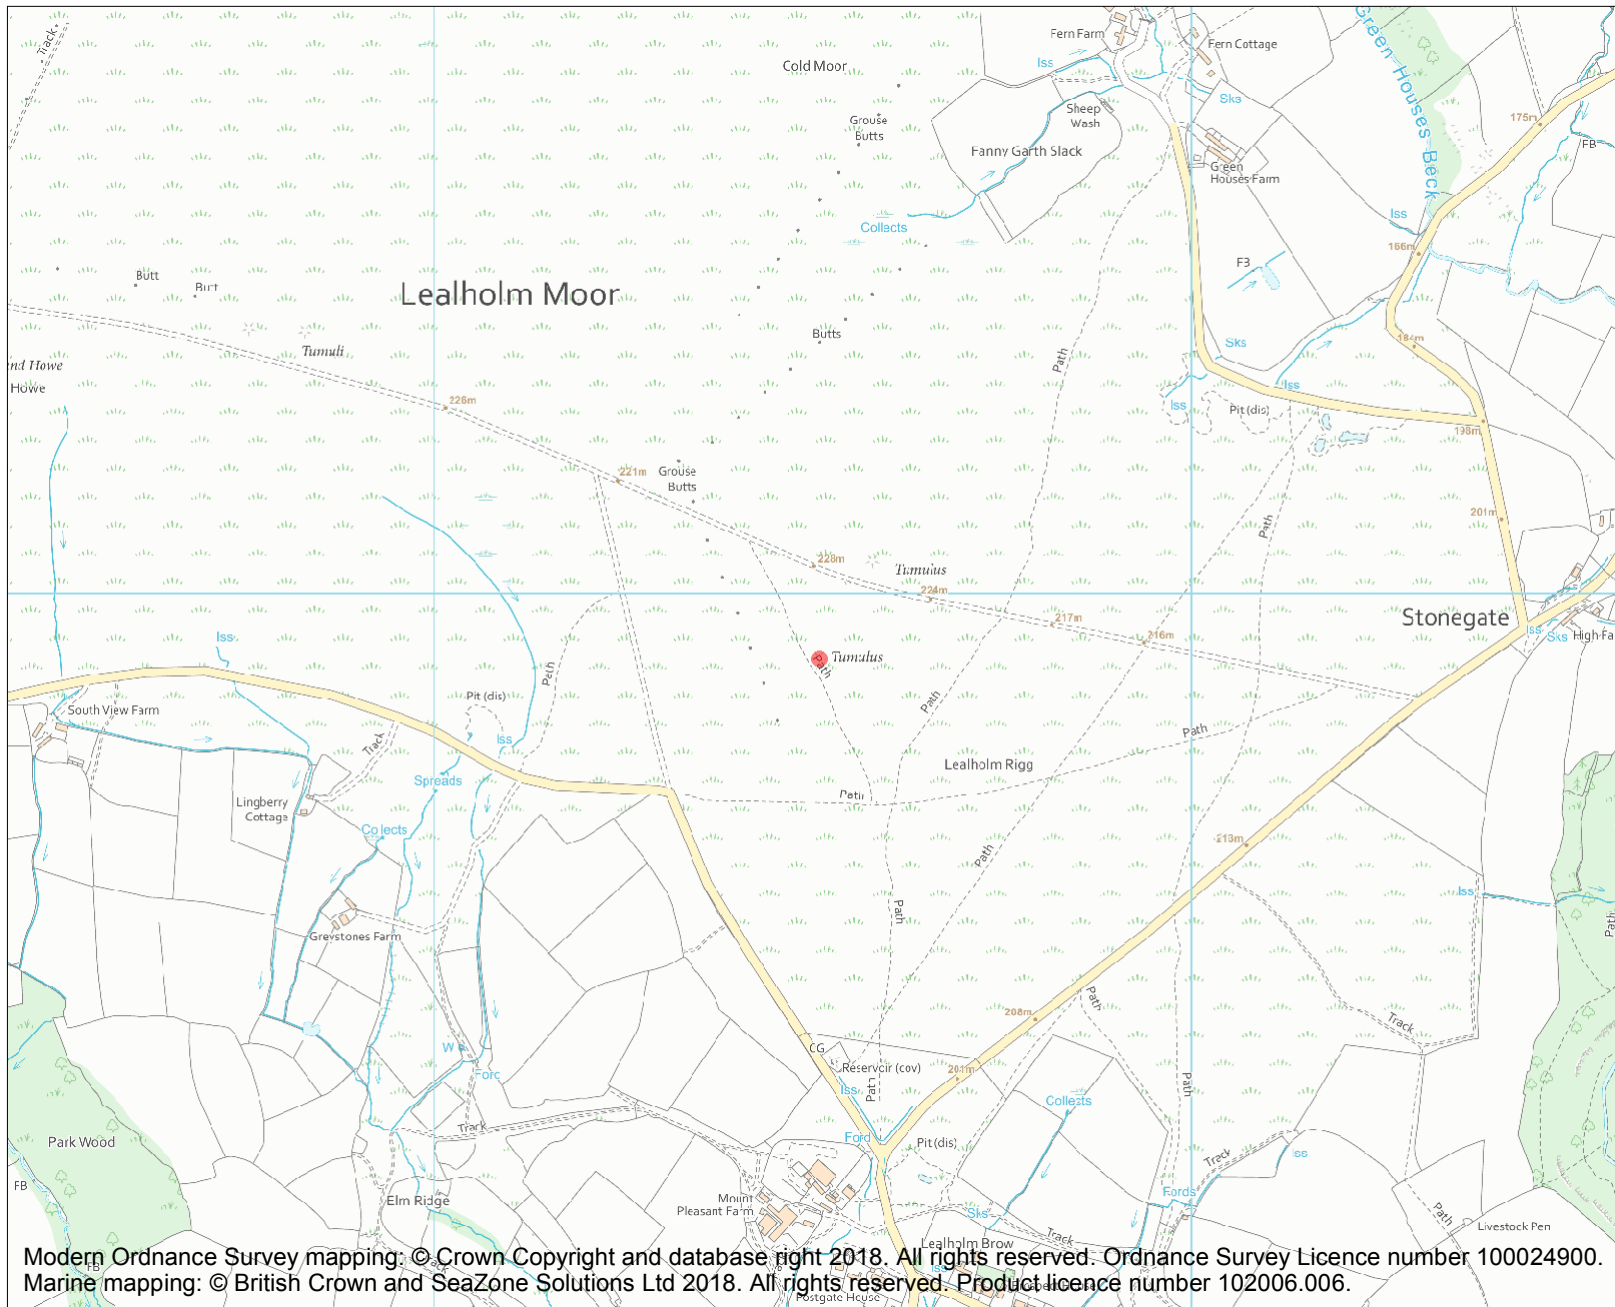 Track
Fern Farm
Fern Cottage
Iss
Cold Moor
Sks
Sheep
Wash
Grouse
Butts
Fanny Garth Slack
Green
Houses Farm
Green Houses Beck
175m
FB
Iss
166m
Collects
F3
Butt
Lealholm Moor
Butts
Tumuli
Howe
Howe
226m
Path
Sks
Iss
Iss
Pit (dis)
184m
198m
221m
Grouse
Butts
201m
Path
228m
Tumulus
224m
217m
216m
Stonegate
Iss
Sks
Iss
Path
Tumulus
Path
Pit (dis)
South View Farm
Path
Path
Track
Iss
Lealholm Rigg
Spreads
Path
Lingberry
Cottage
Collects
213m
Path
Iss
Path
Path
Greystones Farm
Path
208m
Track
CG
Reservoir (cov)
201m
Iss
Path
Path
Collects
Track
Ford
Pit (dis)
Park Wood
Track
Iss
FB
Elm Ridge
Mount
Pleasant Farm
Fords
Sks
Path
Livestock Pen
Track
Lealholm Brow
Modern Ordnance Survey mapping: © Crown Copyright and database right 2018. All rights reserved. Ordnance Survey Licence number 100024900.
Track
FB
Iss
Marine mapping: © British Crown and SeaZone Solutions Ltd 2018. All rights reserved. Product licence number 102006.006.
Postgate House